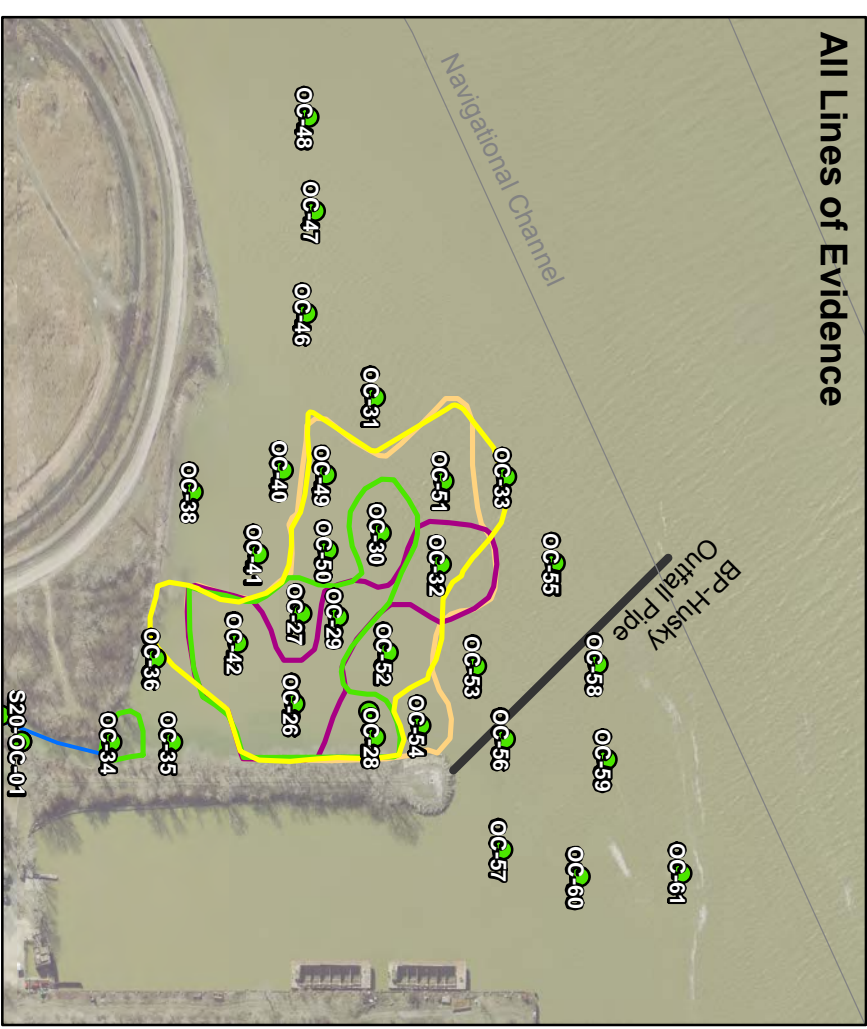 All Lines of Evidence
Navigational Channel
BP-Husky
Outfall Pipe
OC-61
OC-60
OC-59
OC-58
OC-57
OC-56
OC-55
OC-54
OC-53
OC-33
OC-51
OC-32
OC-31
OC-30
OC-52
OC-28
OC-48
OC-47
OC-46
OC-49
OC-50
OC-29
OC-40
OC-27
OC-26
OC-41
OC-42
OC-38
OC-36
OC-35
OC-34
S20-OC-01